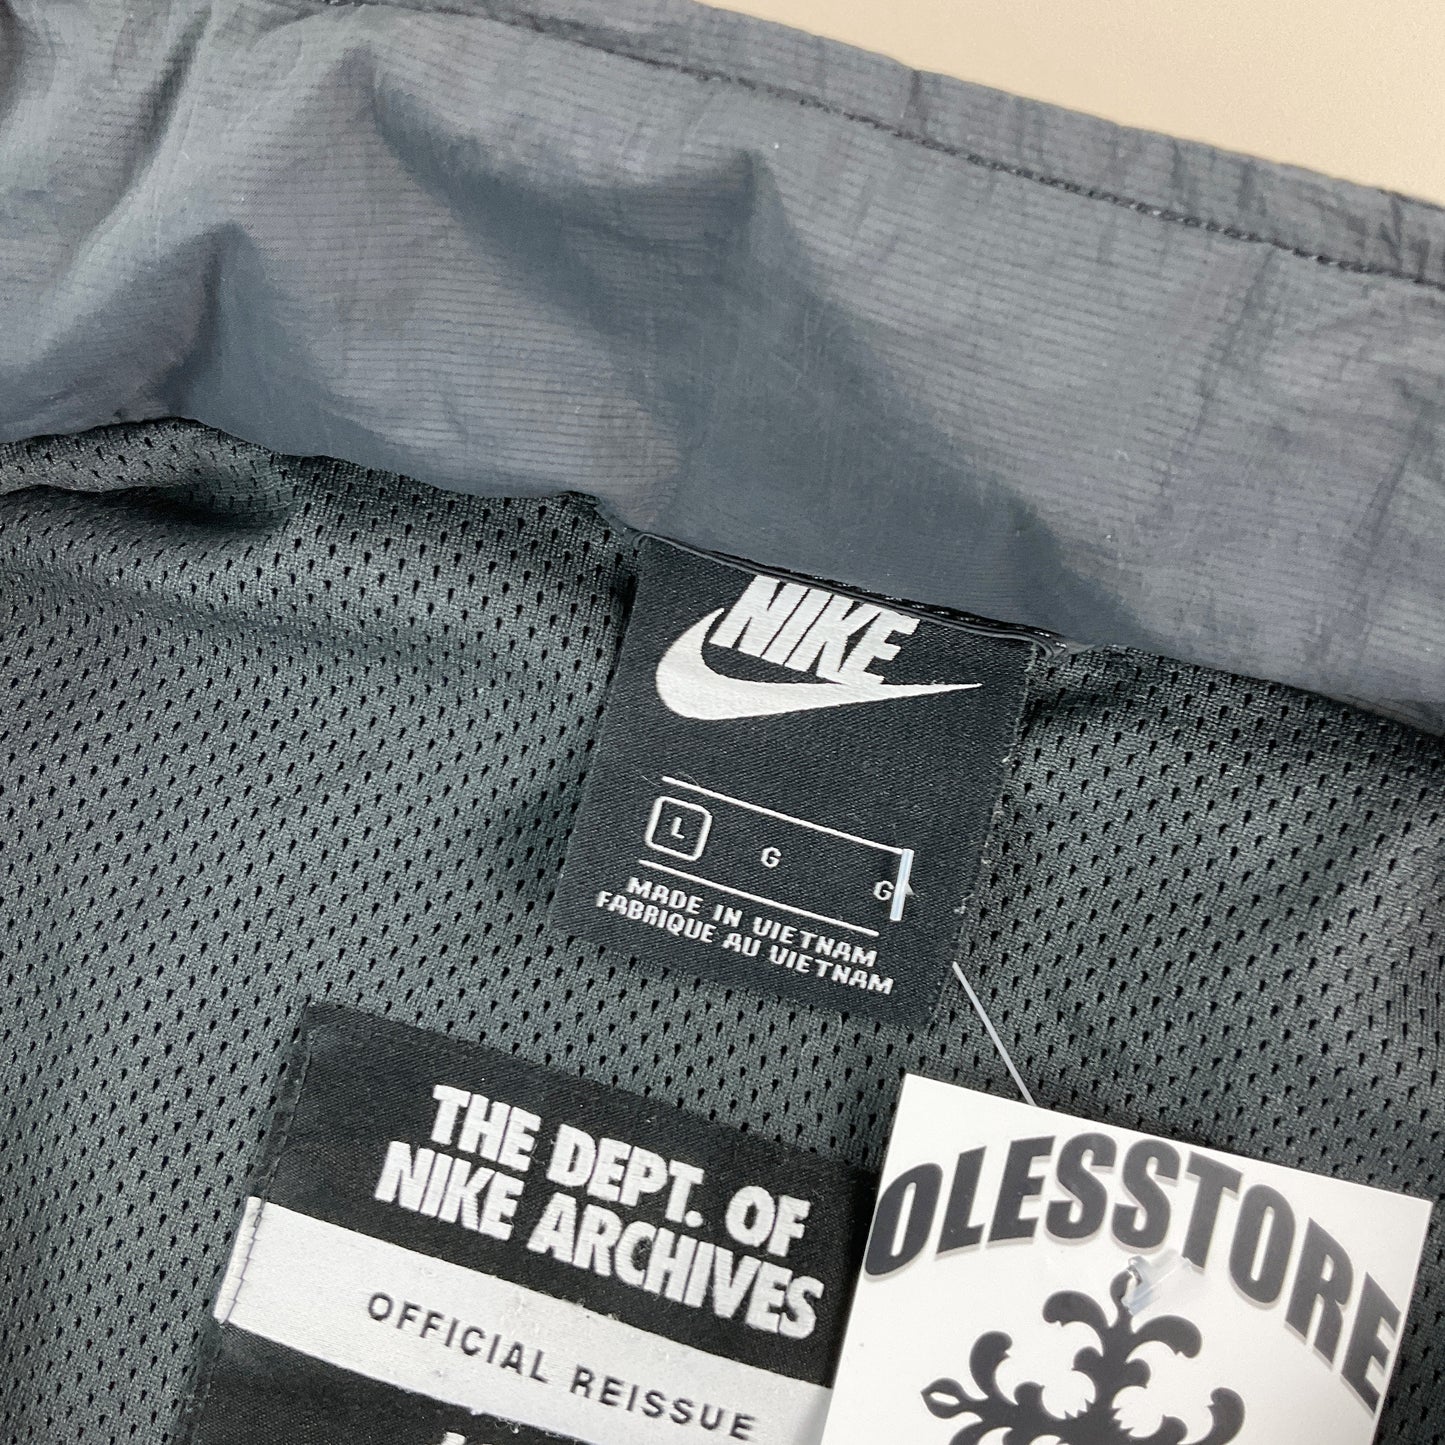 NIKE
L G G
MADE IN VIETNAM
FABRIQUE AU VIETNAM
THE DEPT. OF
NIKE ARCHIVES
OFFICIAL REISSUE
OLESSTORE